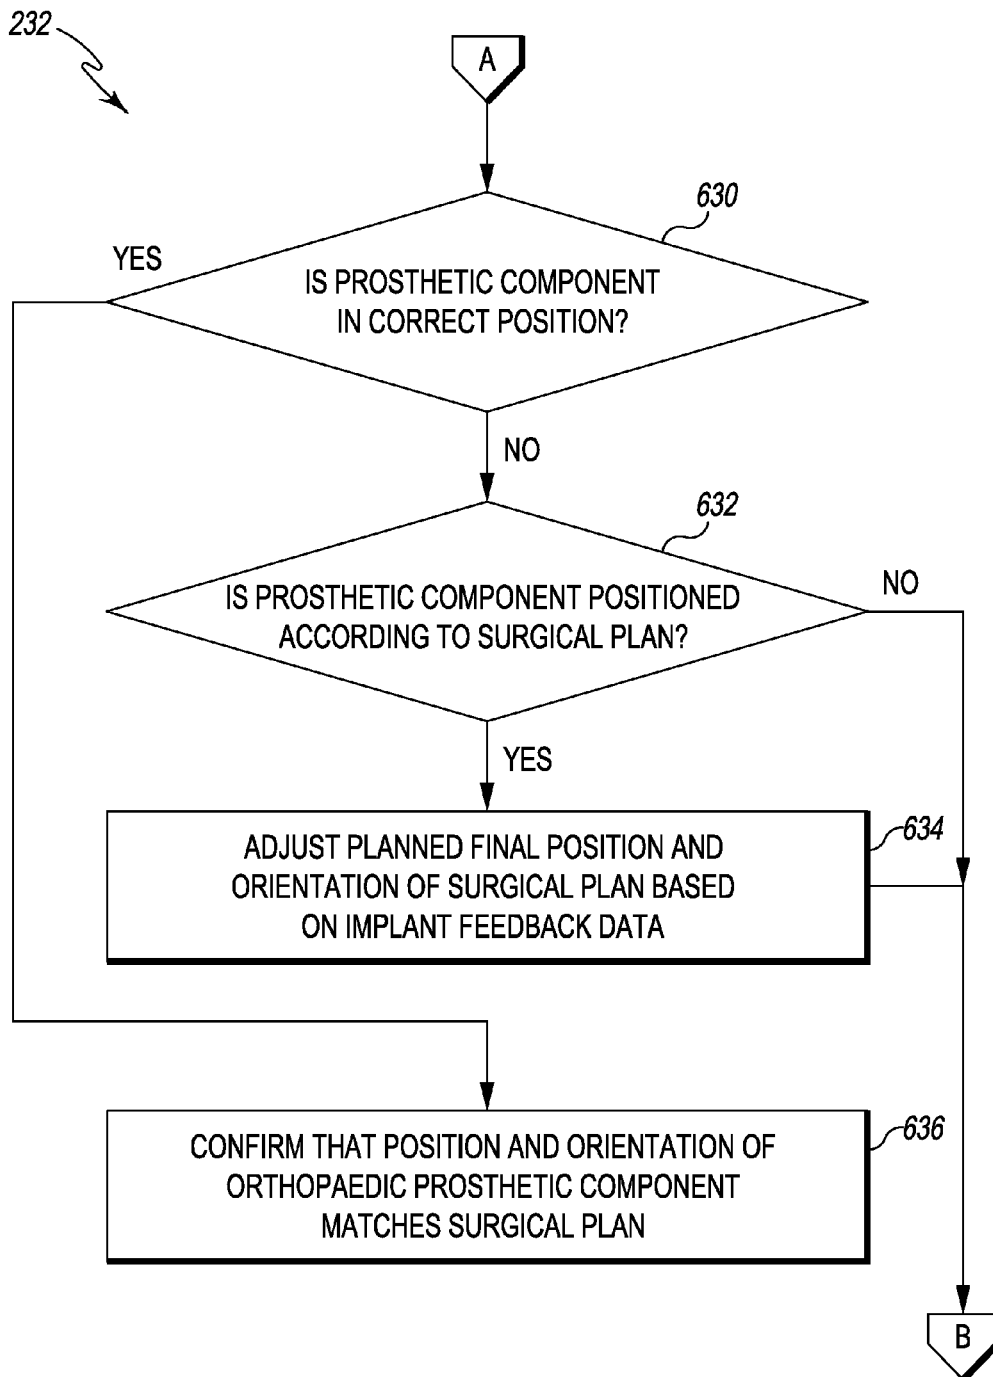 232
A
630
YES
IS PROSTHETIC COMPONENT
IN CORRECT POSITION?
NO
632
NO
IS PROSTHETIC COMPONENT POSITIONED
ACCORDING TO SURGICAL PLAN?
YES
634
ADJUST PLANNED FINAL POSITION AND
ORIENTATION OF SURGICAL PLAN BASED
ON IMPLANT FEEDBACK DATA
636
CONFIRM THAT POSITION AND ORIENTATION OF
ORTHOPAEDIC PROSTHETIC COMPONENT
MATCHES SURGICAL PLAN
B